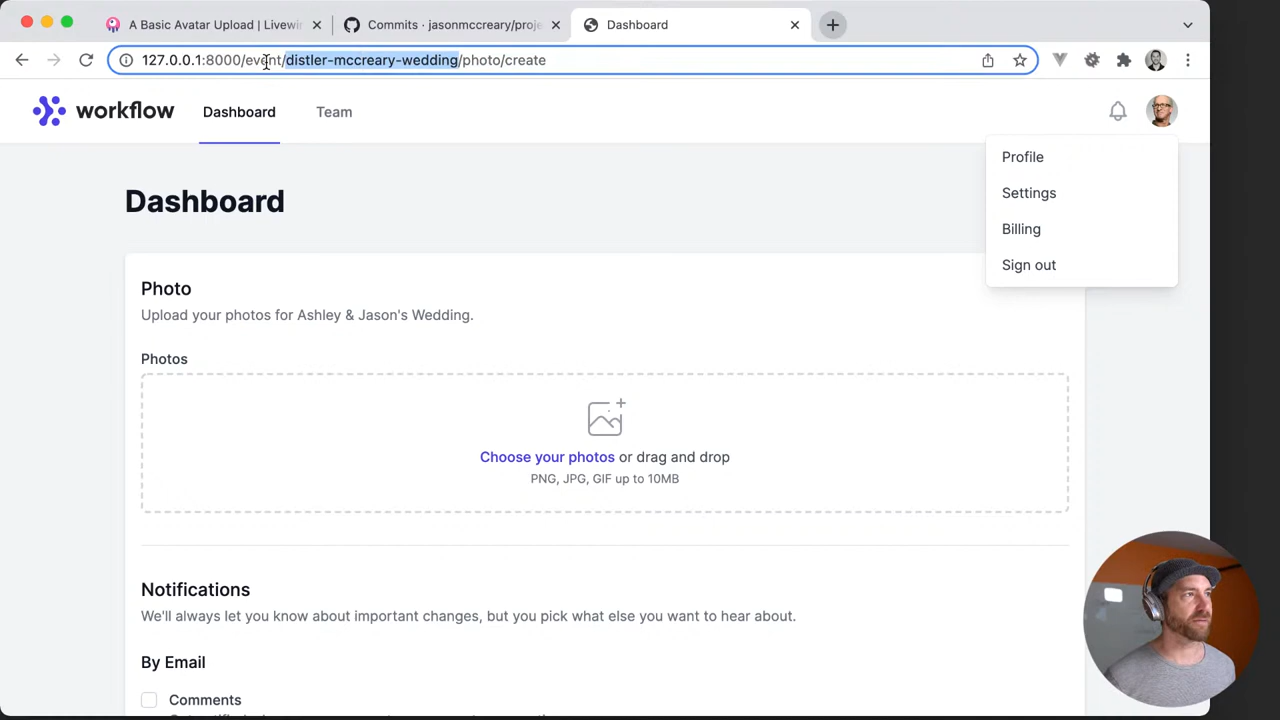 A Basic Avatar Upload | Livewir
Commits · jasonmccreary/proje
Dashboard
127.0.0.1:8000/event/distler-mccreary-wedding/photo/create
workflow
Dashboard
Team
Profile
Settings
Billing
Sign out
Dashboard
Photo
Upload your photos for Ashley & Jason's Wedding.
Photos
Choose your photos or drag and drop
PNG, JPG, GIF up to 10MB
Notifications
We'll always let you know about important changes, but you pick what else you want to hear about.
By Email
Comments